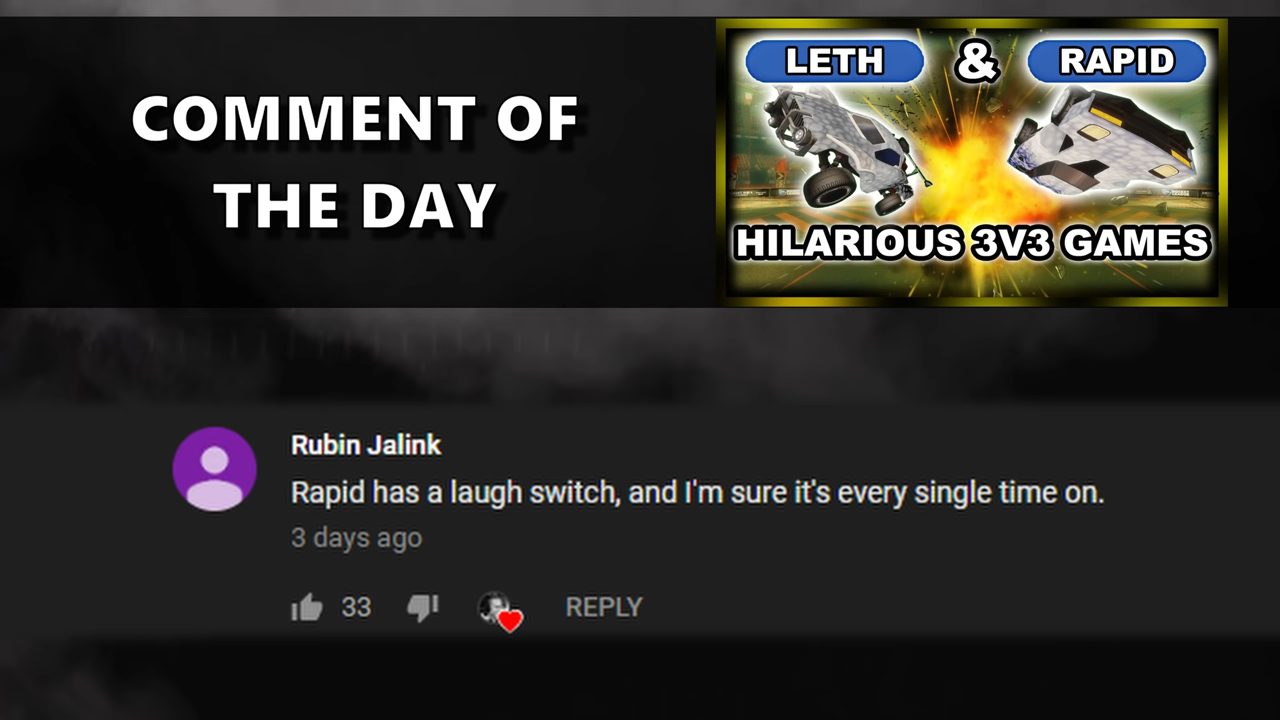 COMMENT OF
THE DAY
LETH & RAPID
HILARIOUS 3V3 GAMES
Rubin Jalink
Rapid has a laugh switch, and I'm sure it's every single time on.
3 days ago
33 REPLY